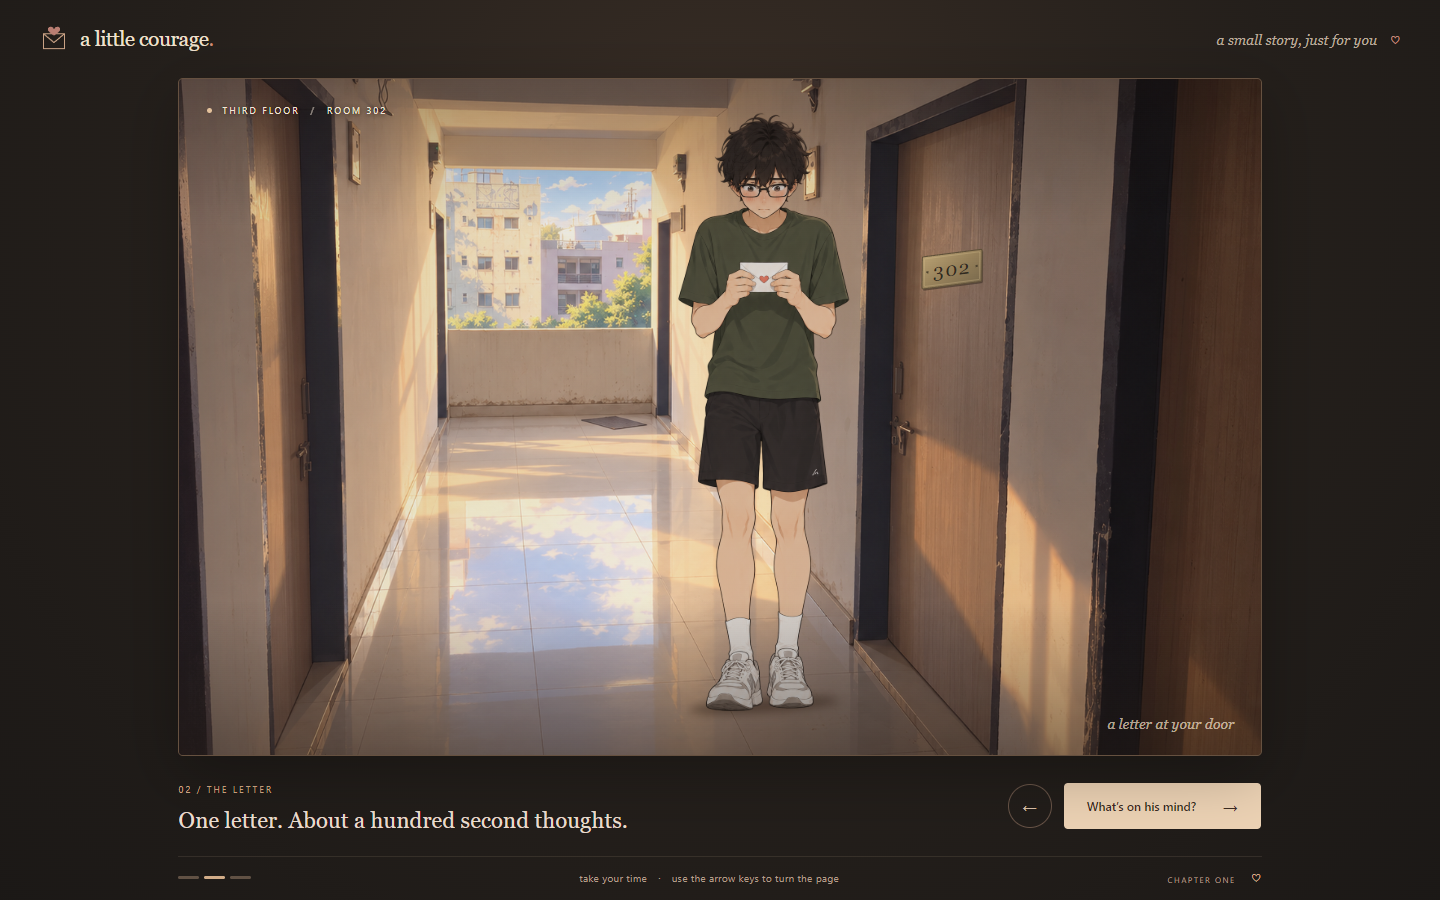 a little courage.
a small story, just for you ♡
THIRD FLOOR / ROOM 302
302
a letter at your door
02 / THE LETTER
One letter. About a hundred second thoughts.
← What's on his mind? →
take your time · use the arrow keys to turn the page
CHAPTER ONE ♡